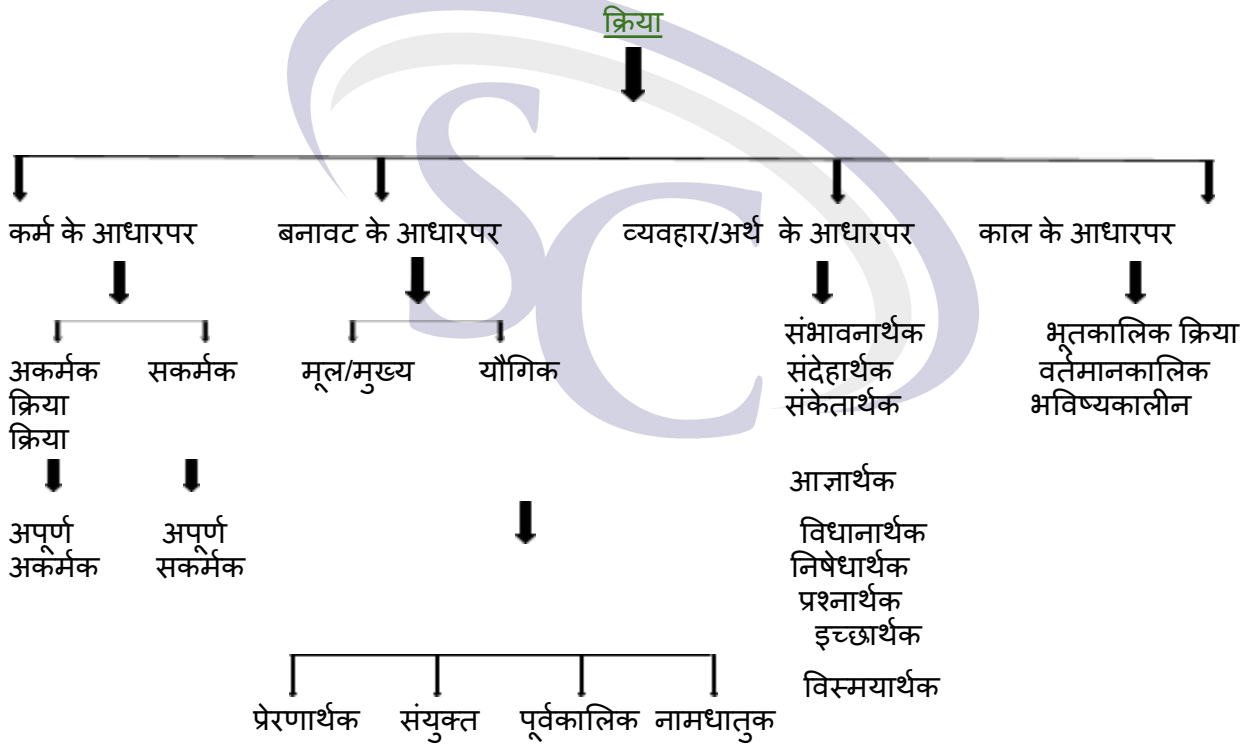 क्रिया
कर्म के आधारपर बनावट के आधारपर व्यवहार/अर्थ के आधारपर काल के आधारपर
संभावनार्थक भूतकालिक क्रिया
अकर्मक सकर्मक मूल/मुख्य यौगिक संदेहार्थक वर्तमानकालिक
क्रिया संकेतार्थक भविष्यकालीन
क्रिया
आज्ञार्थक
अपूर्ण अपूर्ण विधानार्थक
अकर्मक सकर्मक निषेधार्थक
प्रश्नार्थक
इच्छार्थक
विस्मयार्थक
प्रेरणार्थक संयुक्त पूर्वकालिक नामधातुक
SC